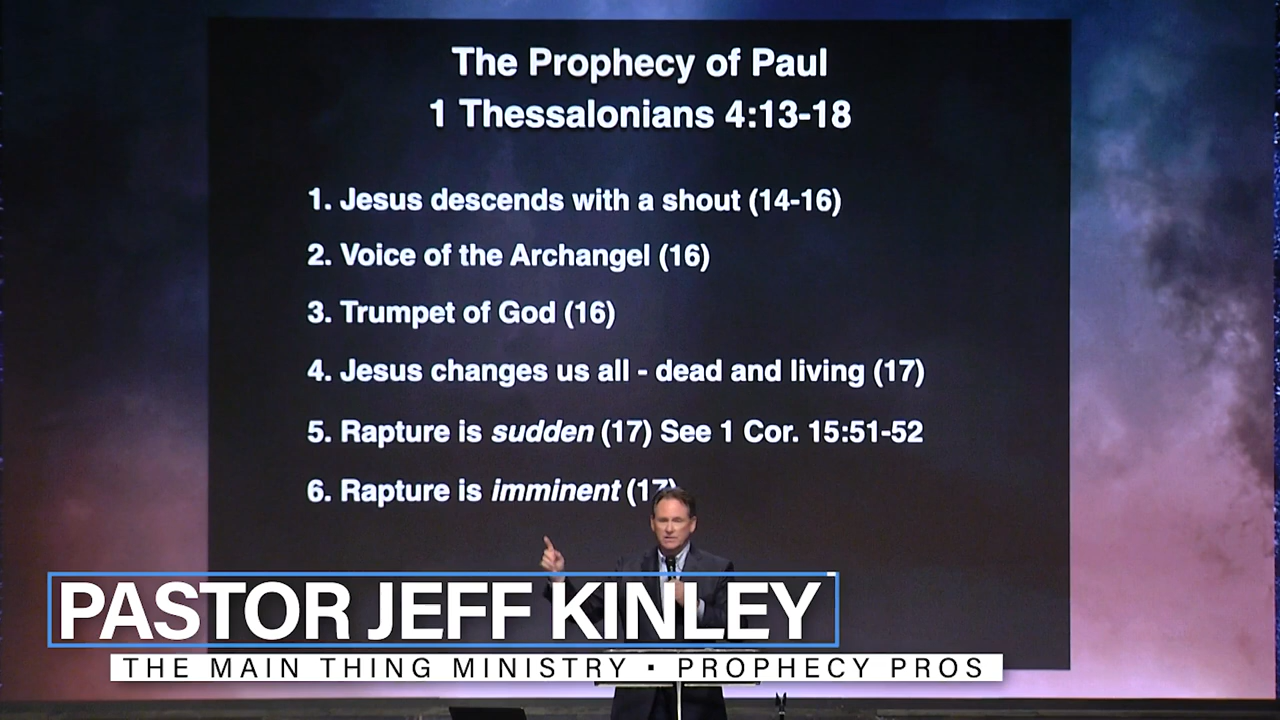 The Prophecy of Paul
1 Thessalonians 4:13-18
1. Jesus descends with a shout (14-16)
2. Voice of the Archangel (16)
3. Trumpet of God (16)
4. Jesus changes us all - dead and living (17)
5. Rapture is sudden (17) See 1 Cor. 15:51-52
6. Rapture is imminent (17)
PASTOR JEFF KINLEY
THE MAIN THING MINISTRY · PROPHECY PROS